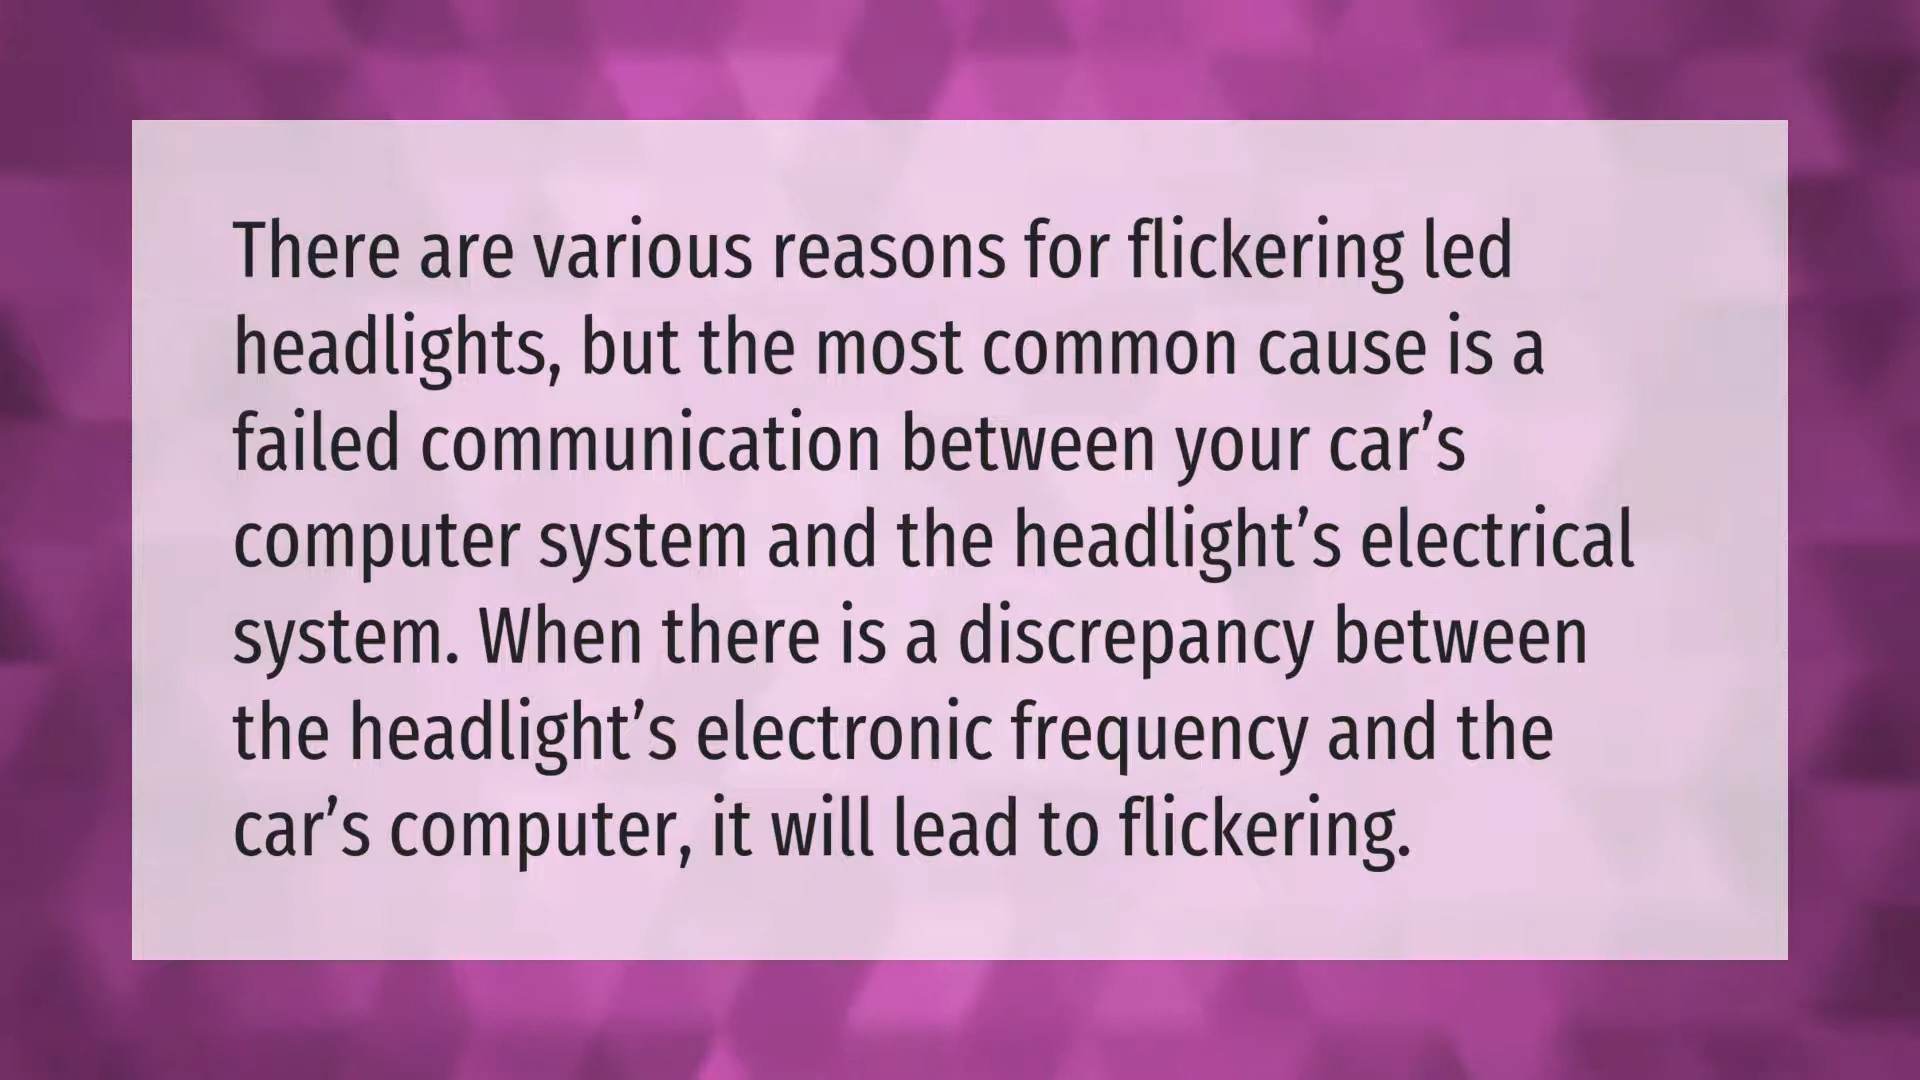 There are various reasons for flickering led
headlights, but the most common cause is a
failed communication between your car’s
computer system and the headlight’s electrical
system. When there is a discrepancy between
the headlight’s electronic frequency and the
car’s computer, it will lead to flickering.